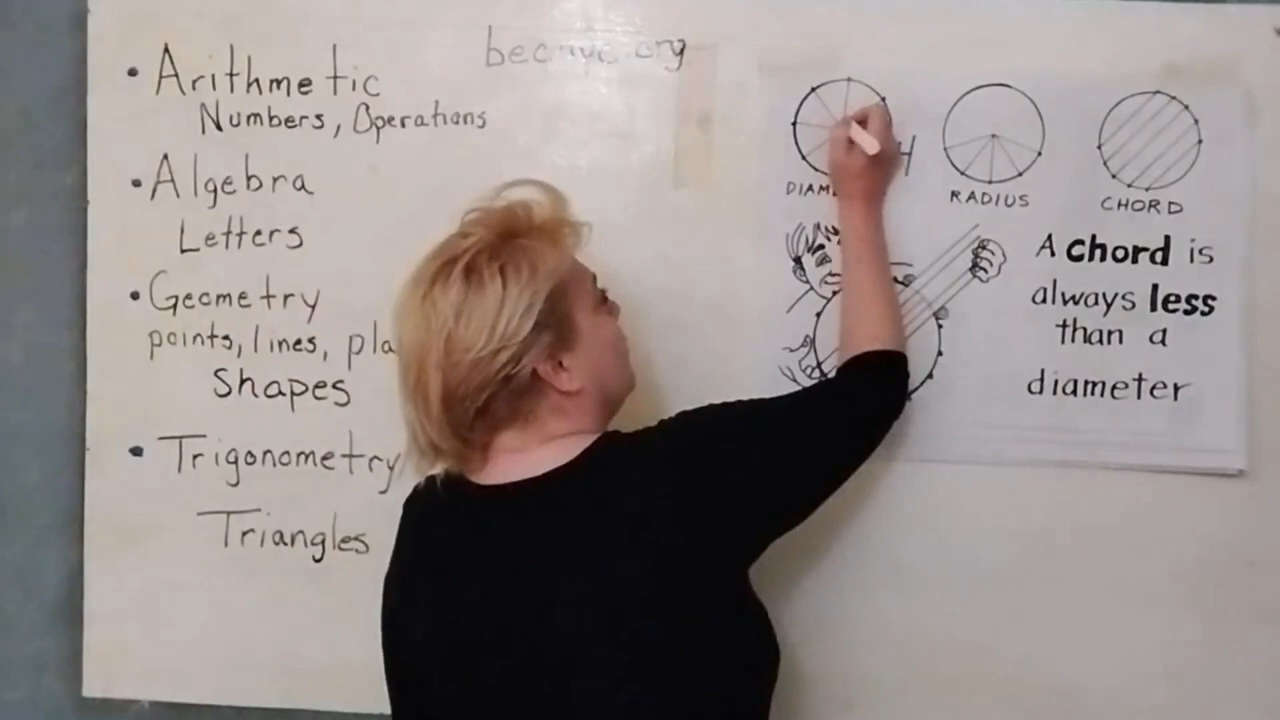 • Arithmetic
Numbers, Operations
• Algebra
Letters
• Geometry
points, lines, pla
Shapes
• Trigonometry
Triangles
DIAM
H
RADIUS
CHORD
A chord is
always less
than a
diameter